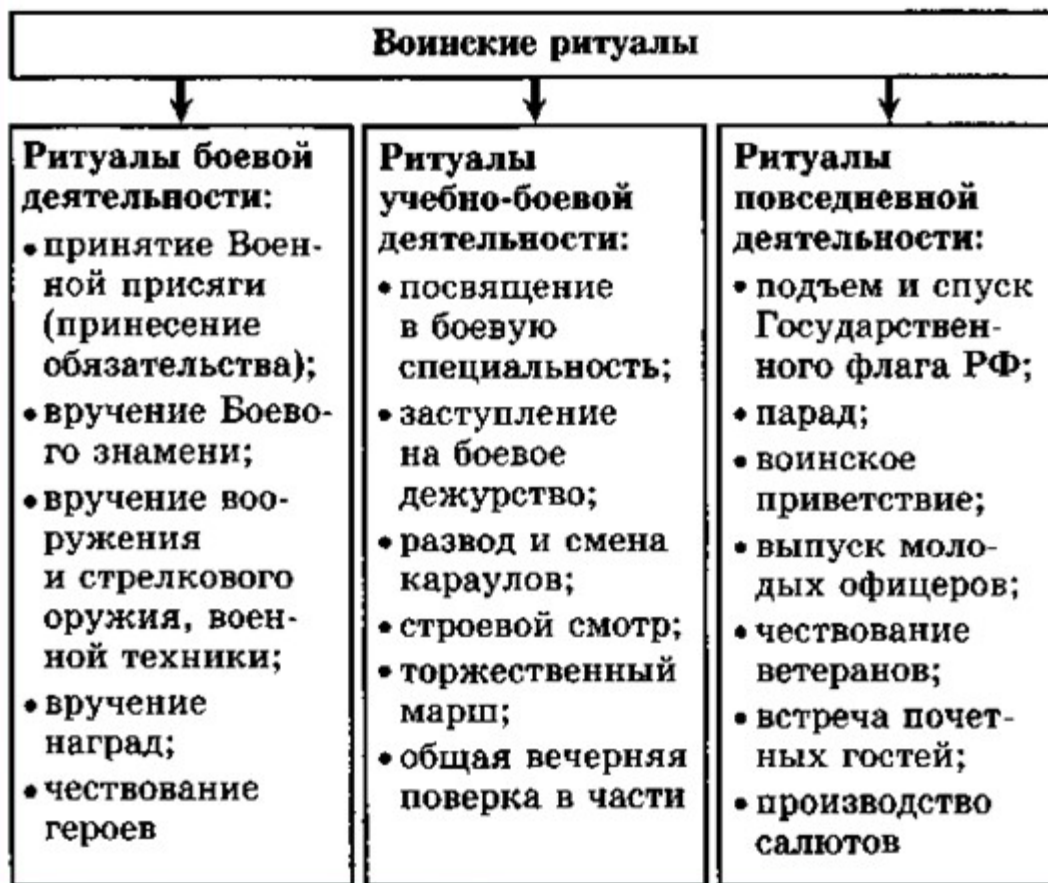 Воинские ритуалы
Ритуалы боевой
деятельности:
• принятие Воен-
ной присяги
(принесение
обязательства);
• вручение Боево-
го знамени;
• вручение воо-
ружения
и стрелкового
оружия, воен-
ной техники;
• вручение
наград;
• чествование
героев
Ритуалы
учебно-боевой
деятельности:
• посвящение
в боевую
специальность;
• заступление
на боевое
дежурство;
• развод и смена
караулов;
• строевой смотр;
• торжественный
марш;
• общая вечерняя
поверка в части
Ритуалы
повседневной
деятельности:
• подъем и спуск
Государствен-
ного флага РФ;
• парад;
• воинское
приветствие;
• выпуск моло-
дых офицеров;
• чествование
ветеранов;
• встреча почет-
ных гостей;
• производство
салютов